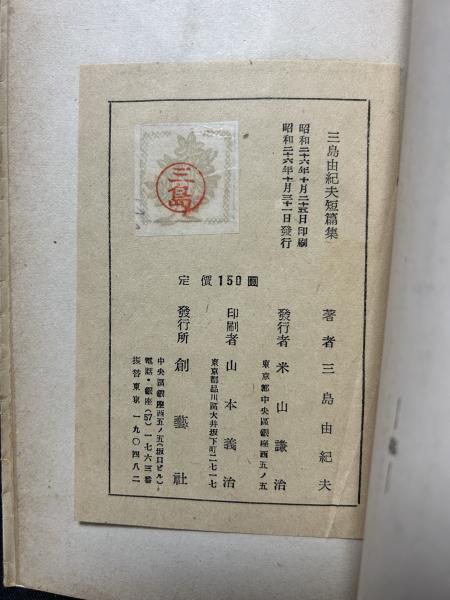 三島由紀夫短篇集
昭和二十六年十月二十五日印刷
昭和二十六年十月三十一日發行
三島
定價150圓
著者 三島由紀夫
發行者 米山謙治
東京都中央區銀座西五ノ五
印刷者 山本義治
東京都品川區大井坂下町二七一七
發行所 創藝社
中央區銀座西五ノ五(坂口ビル)
電話・銀座(57)一七六三番
振替東京一九〇四八二